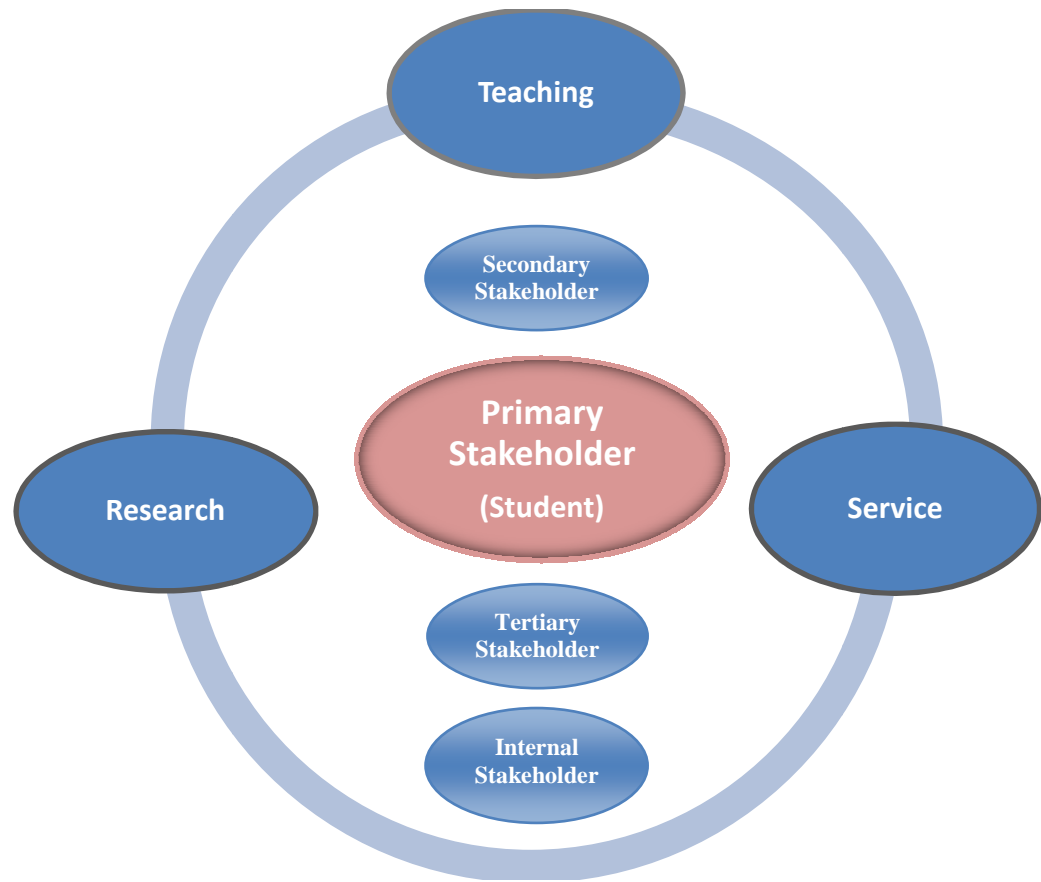 Teaching
Secondary
Stakeholder
Primary
Stakeholder
(Student)
Research
Service
Tertiary
Stakeholder
Internal
Stakeholder